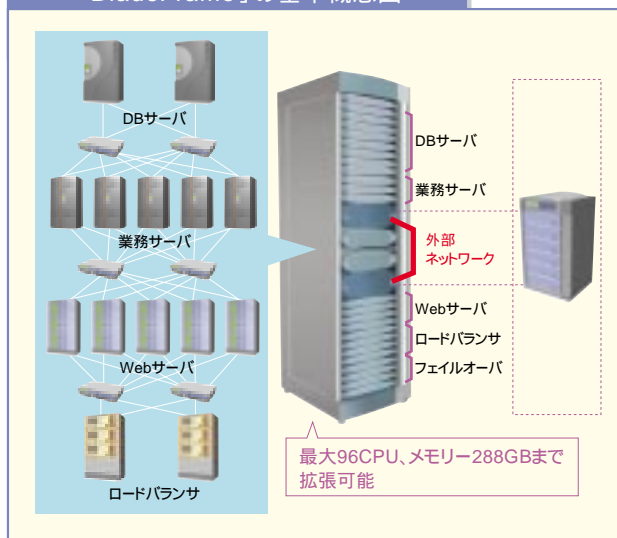 DBサーバ
業務サーバ
Webサーバ
ロードバランサ
DBサーバ
業務サーバ
外部
ネットワーク
Webサーバ
ロードバランサ
フェイルオーバ
最大96CPU、メモリー288GBまで
拡張可能